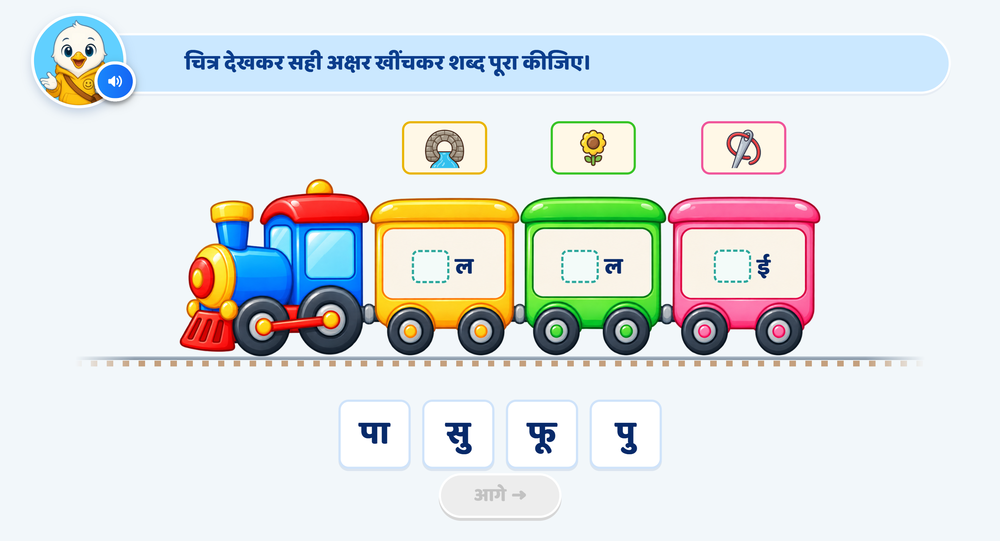 चित्र देखकर सही अक्षर खींचकर शब्द पूरा कीजिए।
ल
ल
ई
पा
सु
फू
पु
आगे →